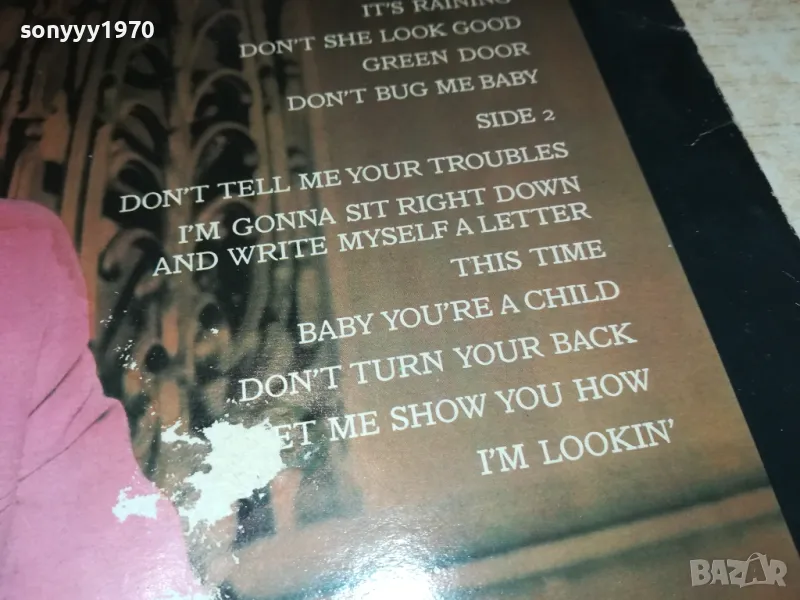 sonyyy1970
IT'S RAINING
DON'T SHE LOOK GOOD
GREEN DOOR
DON'T BUG ME BABY
SIDE 2
DON'T TELL ME YOUR TROUBLES
I'M GONNA SIT RIGHT DOWN
AND WRITE MYSELF A LETTER
THIS TIME
BABY YOU'RE A CHILD
DON'T TURN YOUR BACK
ET ME SHOW YOU HOW
I'M LOOKIN'
BAZAR